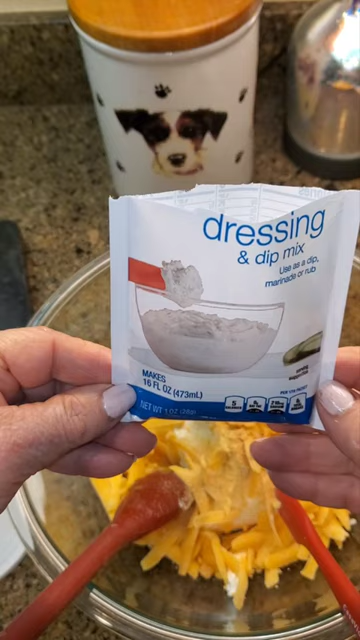 dressing
& dip mix
Use as a dip,
marinade or rub
MAKES
16 FL OZ (473mL)
NET WT 1 OZ (28g)